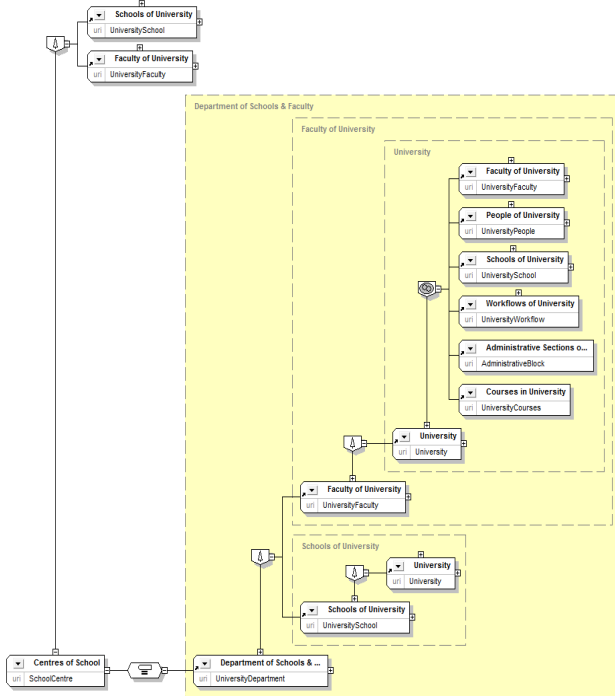 Schools of University
uri UniversitySchool
Faculty of University
uri UniversityFaculty
Department of Schools & Faculty
Faculty of University
University
Faculty of University
uri UniversityFaculty
People of University
uri UniversityPeople
Schools of University
uri UniversitySchool
Workflows of University
uri UniversityWorkflow
Administrative Sections o...
uri AdministrativeBlock
Courses in University
uri UniversityCourses
University
uri University
Faculty of University
uri UniversityFaculty
Schools of University
University
uri University
Schools of University
uri UniversitySchool
Centres of School
uri SchoolCentre
Department of Schools & ...
uri UniversityDepartment